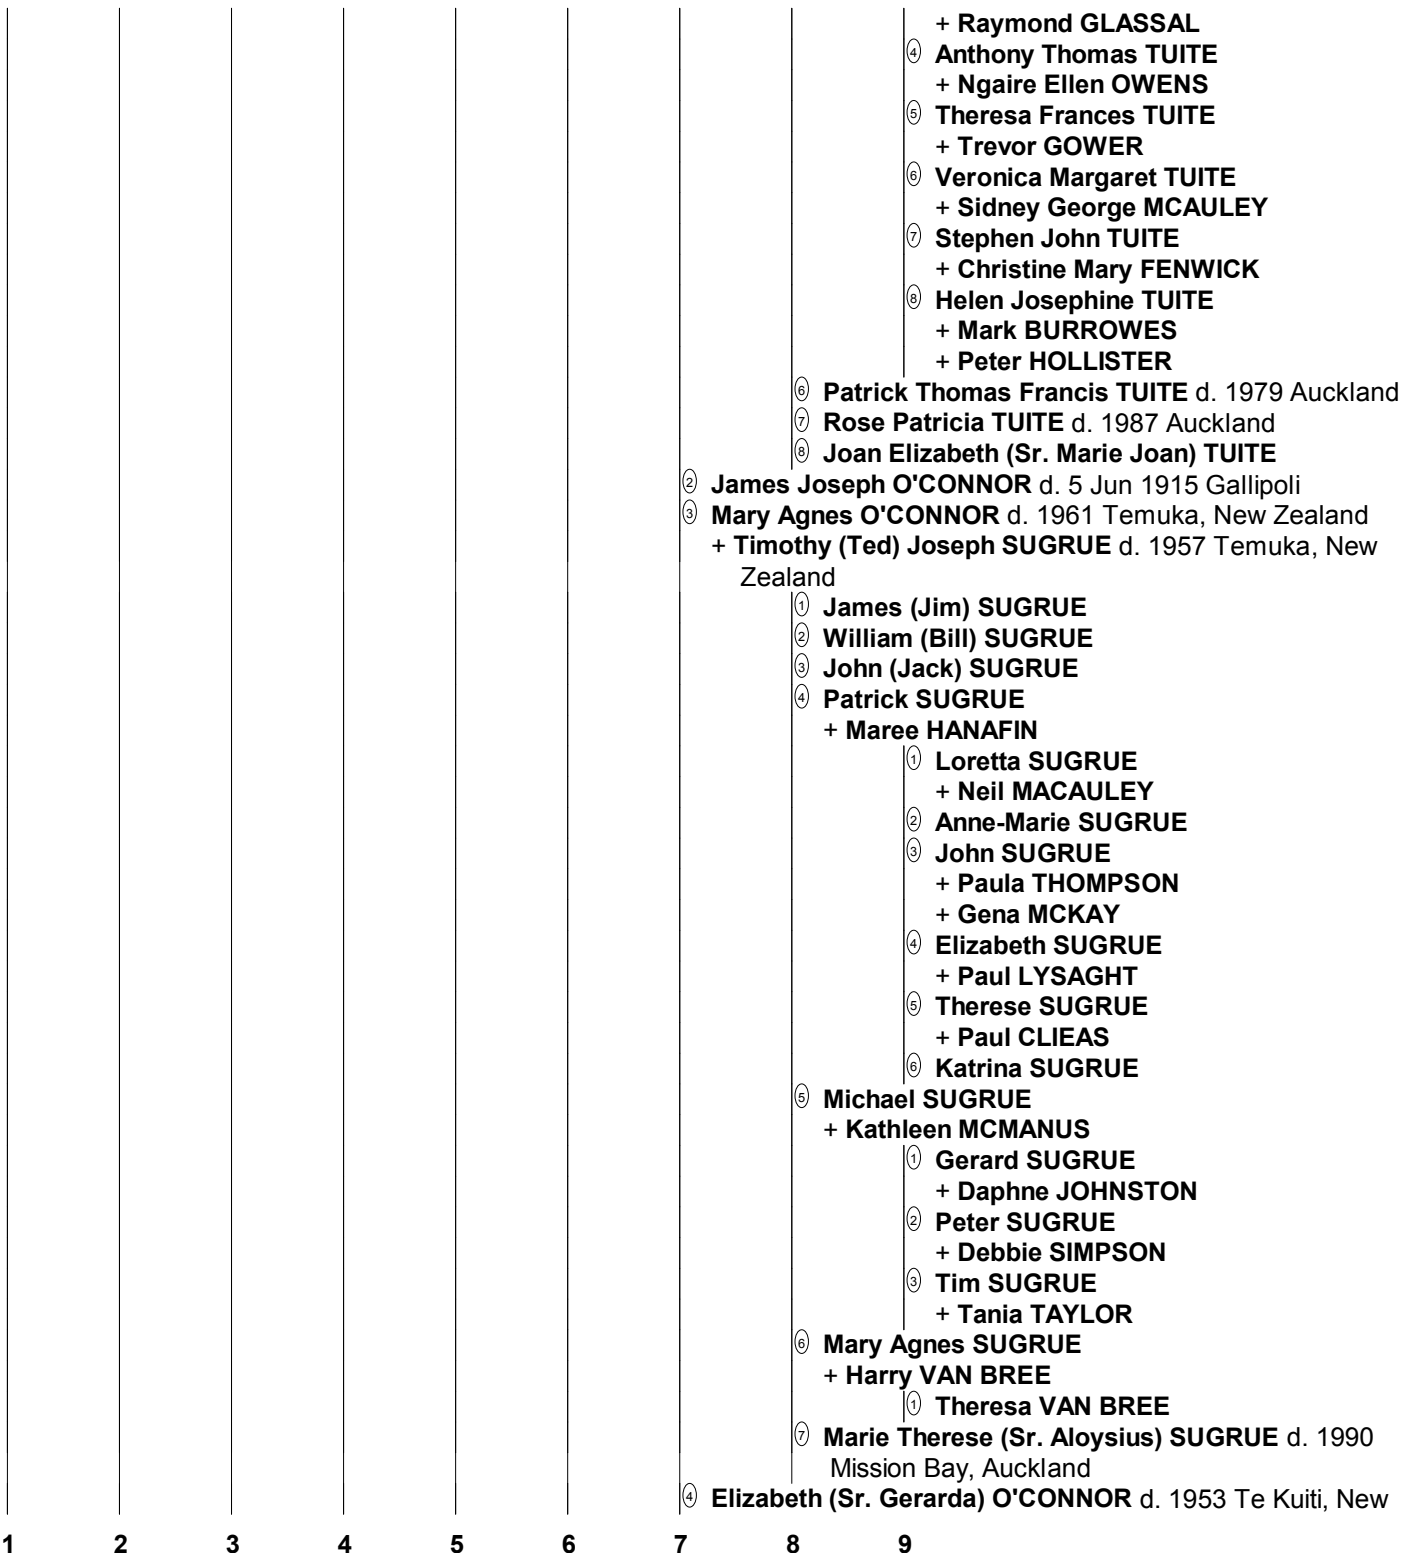 + Raymond GLASSAL
④ Anthony Thomas TUITE
+ Ngaire Ellen OWENS
⑤ Theresa Frances TUITE
+ Trevor GOWER
⑥ Veronica Margaret TUITE
+ Sidney George MCAULEY
⑦ Stephen John TUITE
+ Christine Mary FENWICK
⑧ Helen Josephine TUITE
+ Mark BURROWES
+ Peter HOLLISTER
⑥ Patrick Thomas Francis TUITE d. 1979 Auckland
⑦ Rose Patricia TUITE d. 1987 Auckland
⑧ Joan Elizabeth (Sr. Marie Joan) TUITE
② James Joseph O'CONNOR d. 5 Jun 1915 Gallipoli
③ Mary Agnes O'CONNOR d. 1961 Temuka, New Zealand
+ Timothy (Ted) Joseph SUGRUE d. 1957 Temuka, New
Zealand
① James (Jim) SUGRUE
② William (Bill) SUGRUE
③ John (Jack) SUGRUE
④ Patrick SUGRUE
+ Maree HANAFIN
① Loretta SUGRUE
+ Neil MACAULEY
② Anne-Marie SUGRUE
③ John SUGRUE
+ Paula THOMPSON
+ Gena MCKAY
④ Elizabeth SUGRUE
+ Paul LYSAGHT
⑤ Therese SUGRUE
+ Paul CLIEAS
⑥ Katrina SUGRUE
⑤ Michael SUGRUE
+ Kathleen MCMANUS
① Gerard SUGRUE
+ Daphne JOHNSTON
② Peter SUGRUE
+ Debbie SIMPSON
③ Tim SUGRUE
+ Tania TAYLOR
⑥ Mary Agnes SUGRUE
+ Harry VAN BREE
① Theresa VAN BREE
⑦ Marie Therese (Sr. Aloysius) SUGRUE d. 1990
Mission Bay, Auckland
④ Elizabeth (Sr. Gerarda) O'CONNOR d. 1953 Te Kuiti, New
1 2 3 4 5 6 7 8 9